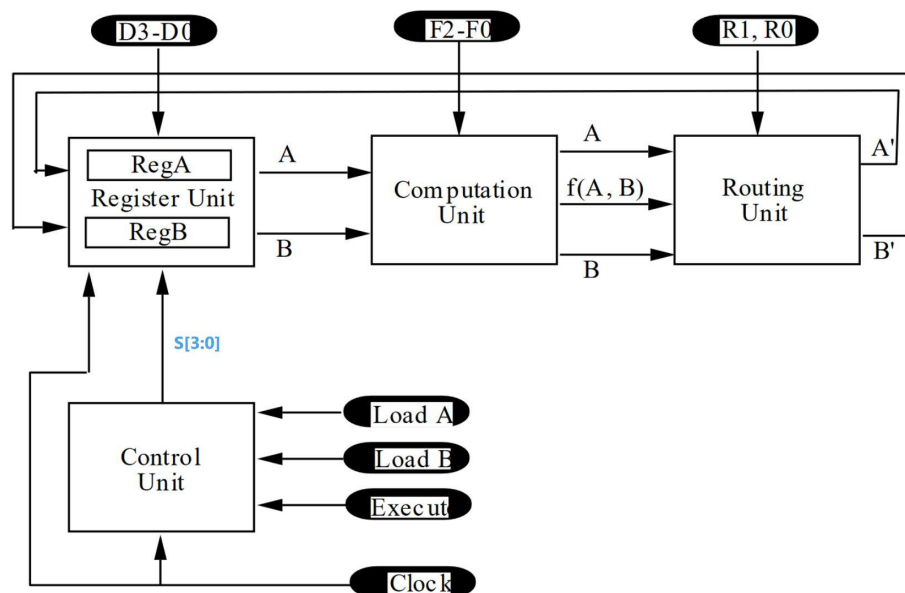 D3-D0
F2-F0
R1, R0
RegA
Register Unit
RegB
A
B
Computation
Unit
A
f(A, B)
B
Routing
Unit
A'
B'
S[3:0]
Control
Unit
Load A
Load B
Execute
Clock